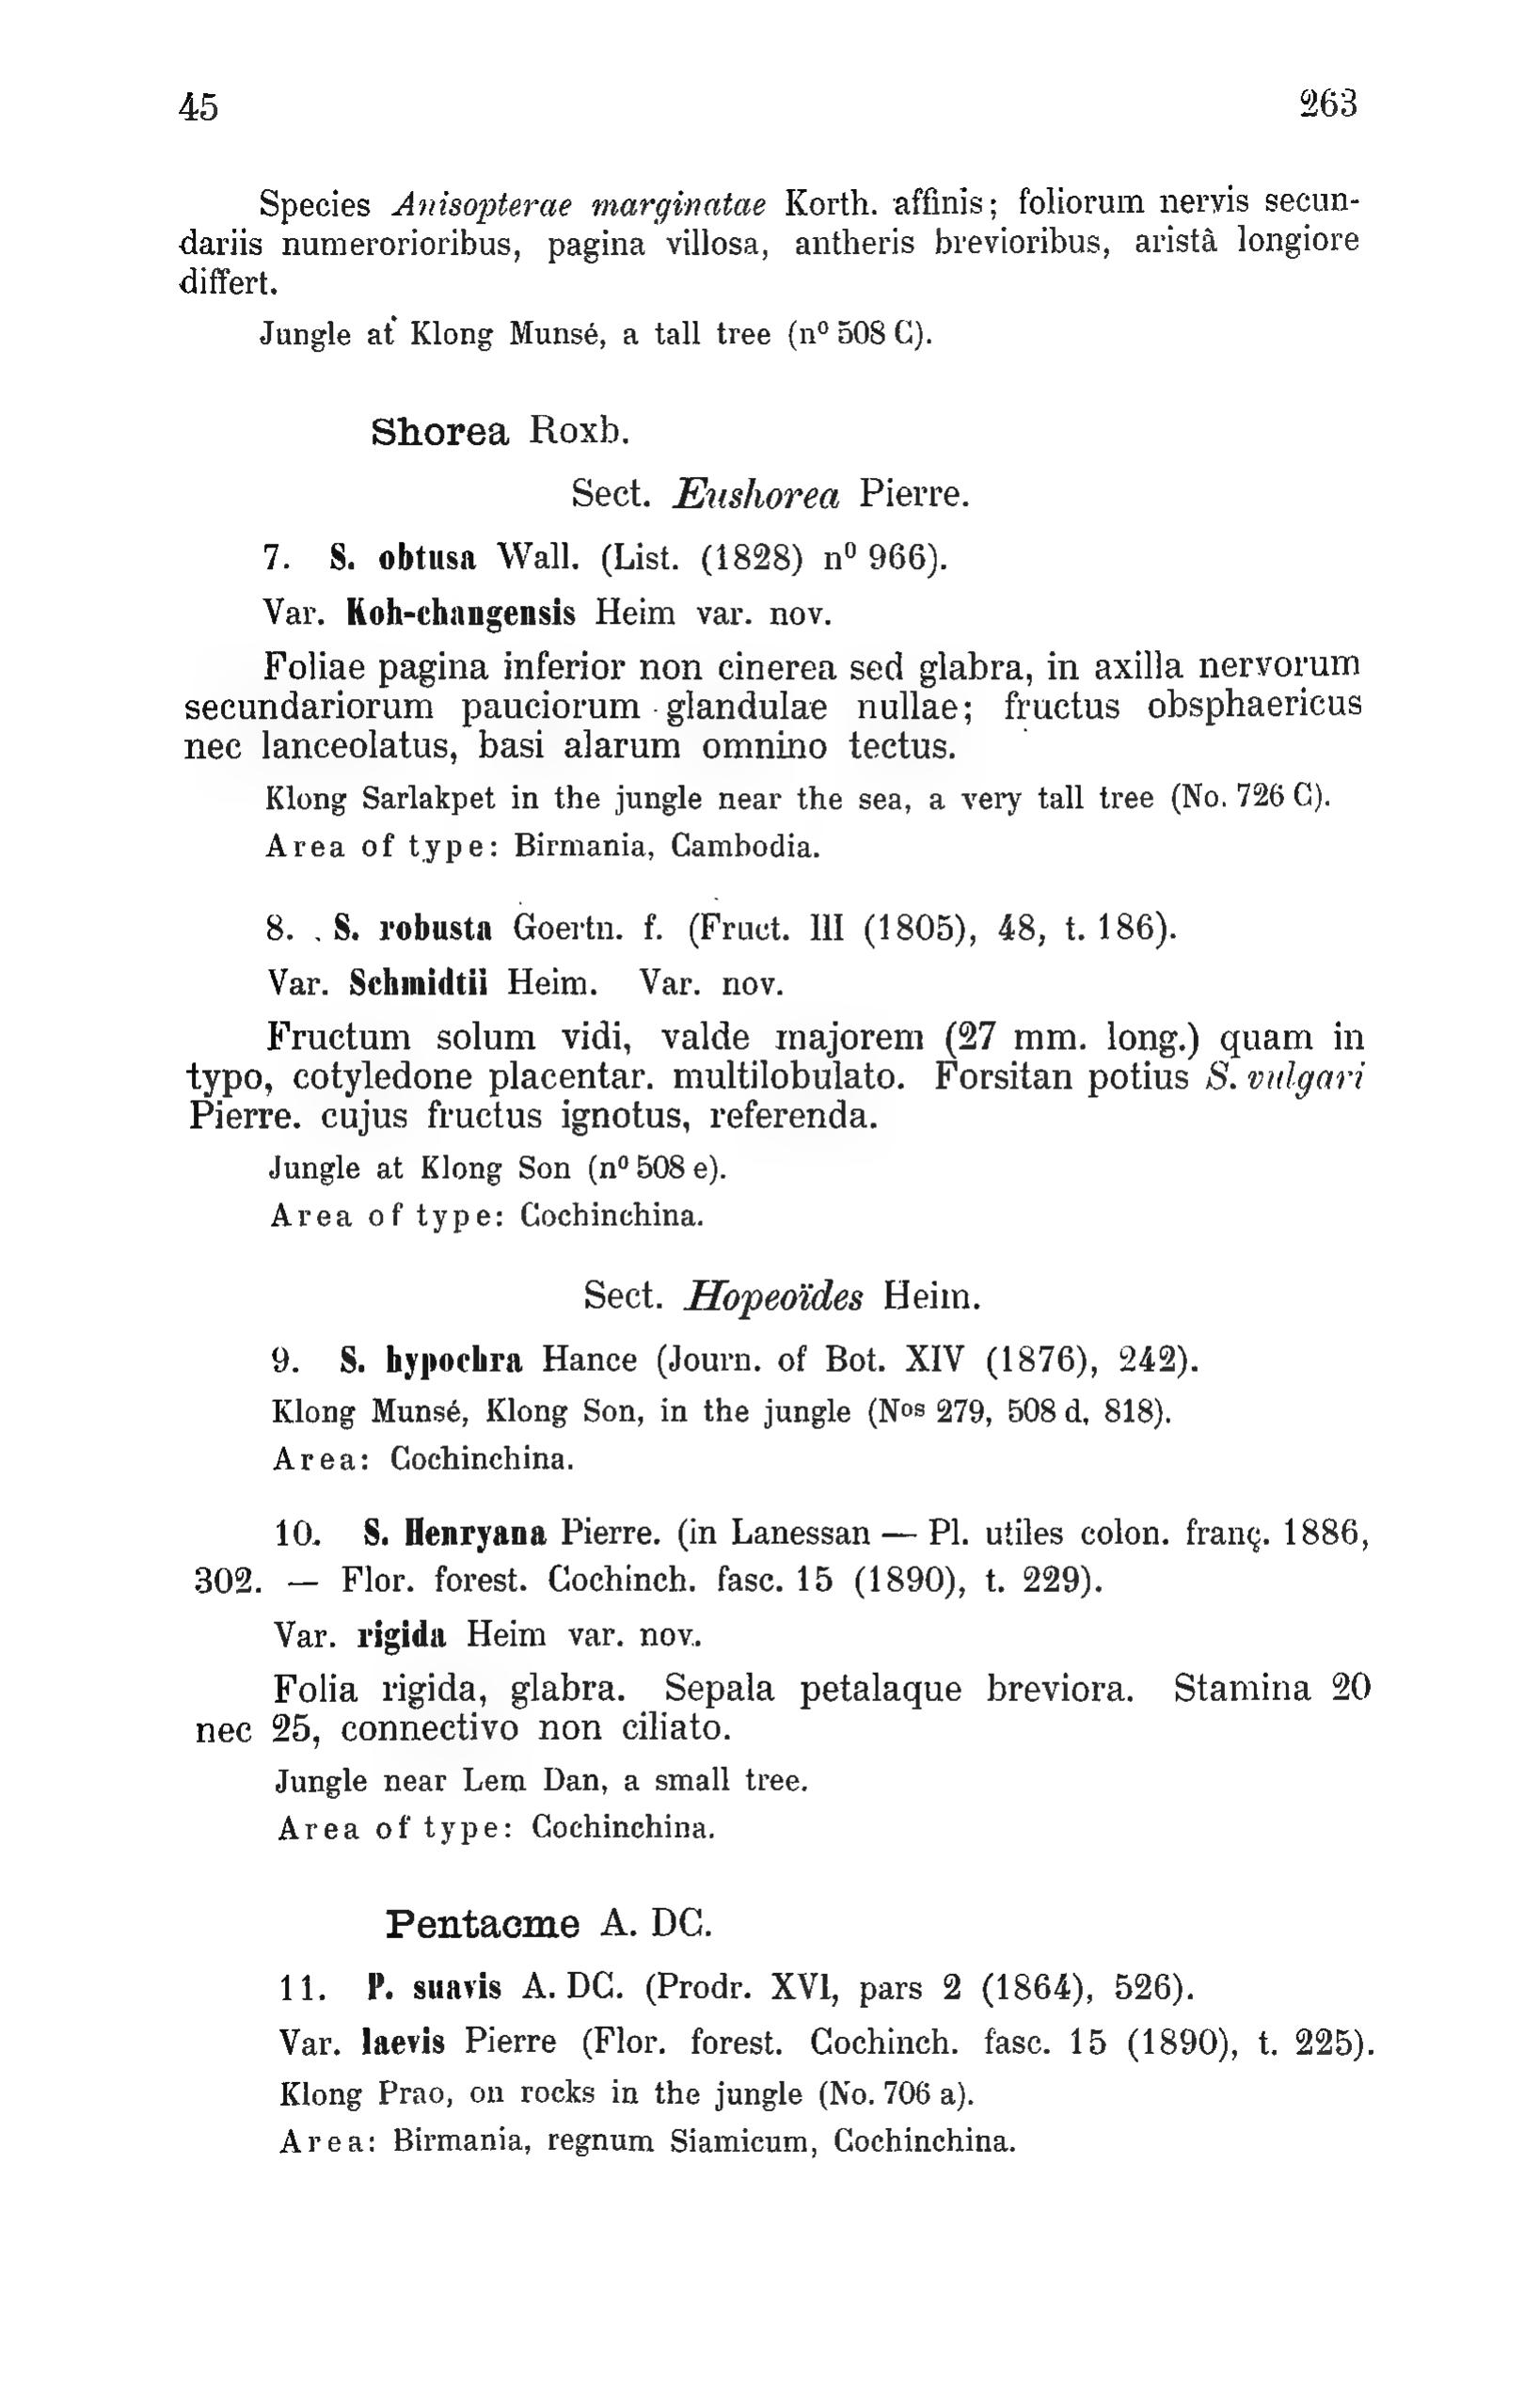 45 263
Species Anisopterae marginatae Korth. affinis; foliorum nervis secun-
dariis numerorioribus, pagina villosa, antheris brevioribus, aristâ longiore
differt.
Jungle at Klong Munsé, a tall tree (nº 508 C).
Shorea Roxb.
Sect. Eushorea Pierre.
7. S. obtusa Wall. (List. (1828) nº 966).
Var. Koh-changensis Heim var. nov.
Foliae pagina inferior non cinerea sed glabra, in axilla nervorum
secundariorum pauciorum glandulae nullae; fructus obsphaericus
nec lanceolatus, basi alarum omnino tectus.
Klong Sarlakpet in the jungle near the sea, a very tall tree (No. 726 C).
Area of type: Birmania, Cambodia.
8. S. robusta Goertn. f. (Fruct. III (1805), 48, t. 186).
Var. Schmidtii Heim. Var. nov.
Fructum solum vidi, valde majorem (27 mm. long.) quam in
typo, cotyledone placentar. multilobulato. Forsitan potius S. vulgari
Pierre. cujus fructus ignotus, referenda.
Jungle at Klong Son (nº 508 e).
Area of type: Cochinchina.
Sect. Hopeoïdes Heim.
9. S. hypochra Hance (Journ. of Bot. XIV (1876), 242).
Klong Munsé, Klong Son, in the jungle (Nos 279, 508 d, 818).
Area: Cochinchina.
10. S. Henryana Pierre. (in Lanessan — Pl. utiles colon. franç. 1886,
302. — Flor. forest. Cochinch. fasc. 15 (1890), t. 229).
Var. rigida Heim var. nov.
Folia rigida, glabra. Sepala petalaque breviora. Stamina 20
nec 25, connectivo non ciliato.
Jungle near Lem Dan, a small tree.
Area of type: Cochinchina.
Pentacme A. DC.
11. P. suavis A. DC. (Prodr. XVI, pars 2 (1864), 526).
Var. laevis Pierre (Flor. forest. Cochinch. fasc. 15 (1890), t. 225).
Klong Prao, on rocks in the jungle (No. 706 a).
Area: Birmania, regnum Siamicum, Cochinchina.